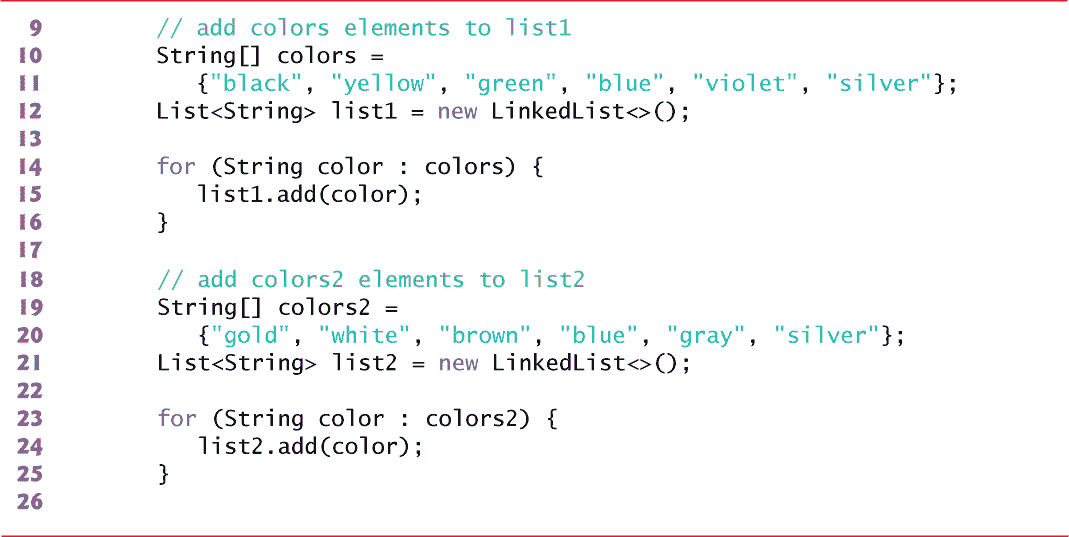 9 // add colors elements to list1
10 String[] colors =
11 {"black", "yellow", "green", "blue", "violet", "silver"};
12 List<String> list1 = new LinkedList<>();
13
14 for (String color : colors) {
15 list1.add(color);
16 }
17
18 // add colors2 elements to list2
19 String[] colors2 =
20 {"gold", "white", "brown", "blue", "gray", "silver"};
21 List<String> list2 = new LinkedList<>();
22
23 for (String color : colors2) {
24 list2.add(color);
25 }
26